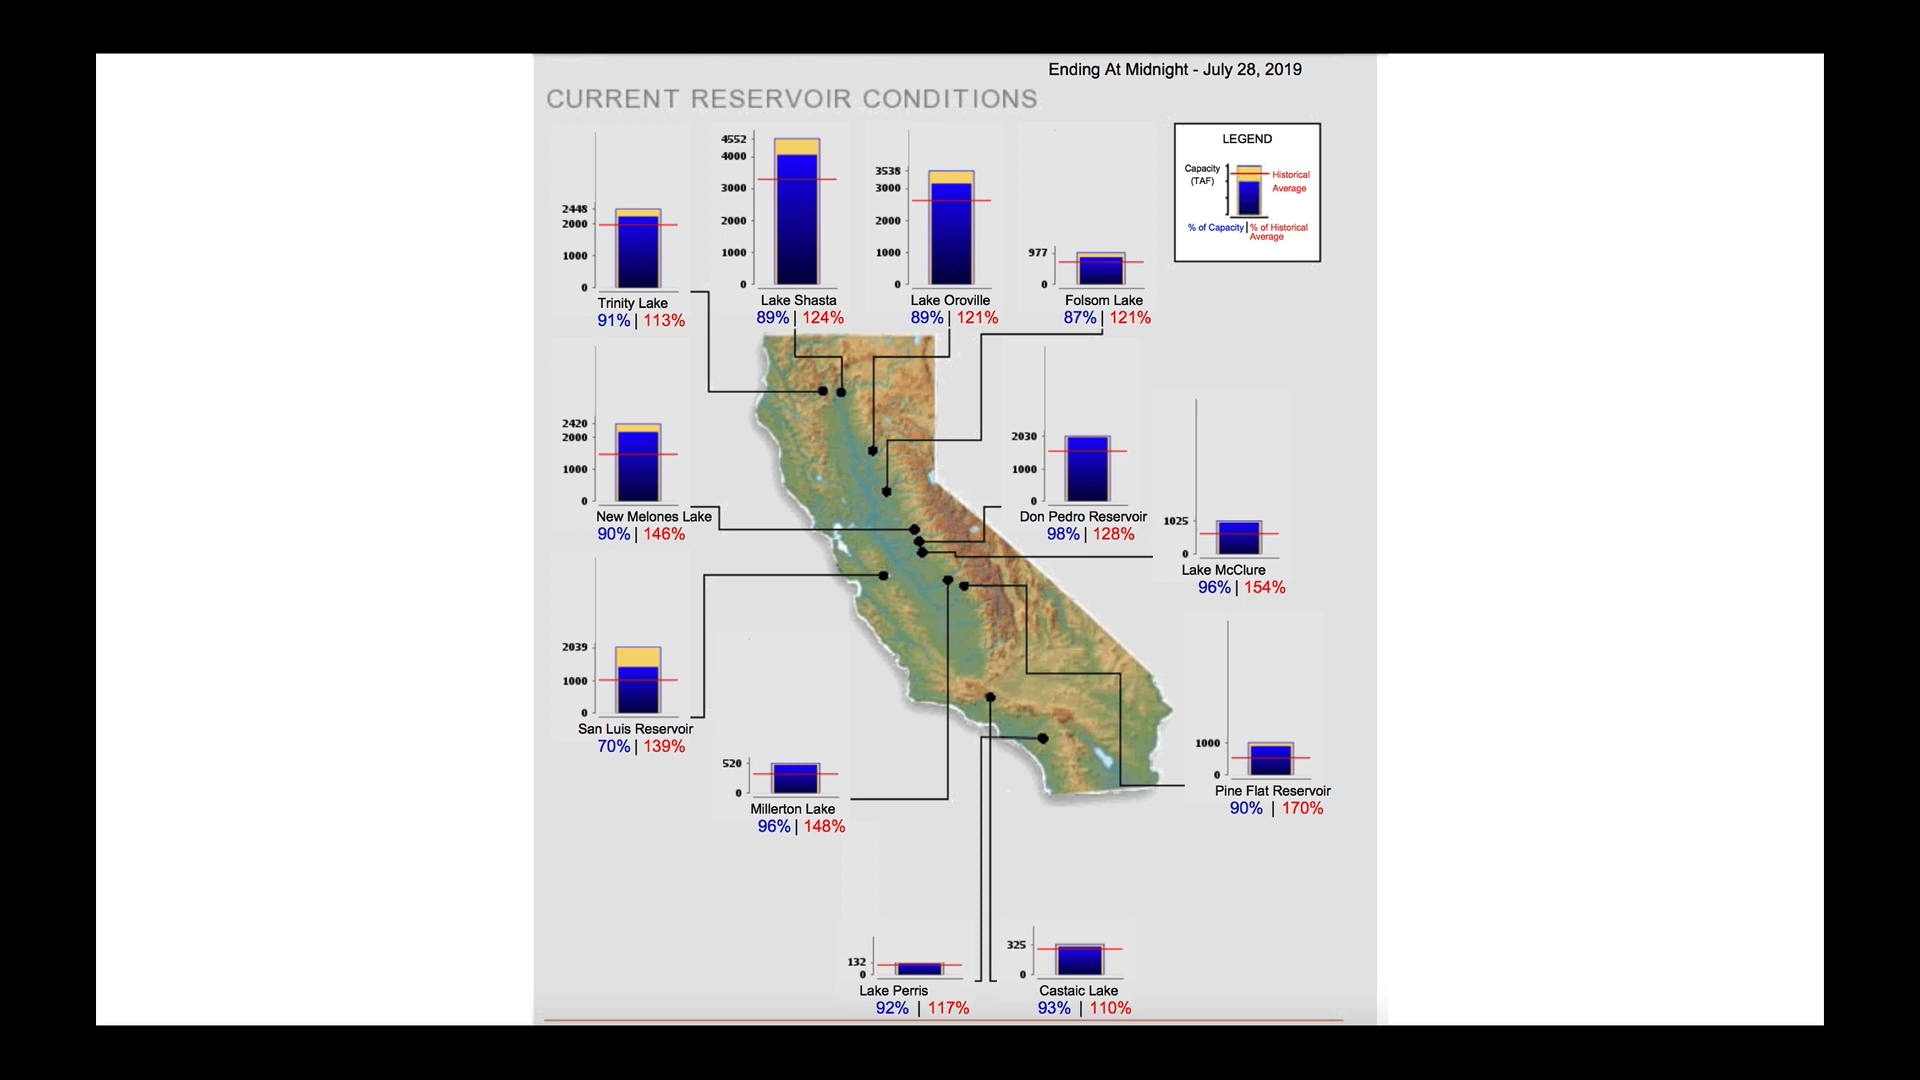 Ending At Midnight - July 28, 2019
CURRENT RESERVOIR CONDITIONS
LEGEND
Capacity
(TAF)
Historical
Average
% of Capacity | % of Historical
Average
2448
2000
1000
0
Trinity Lake
91% | 113%
4552
4000
3000
2000
1000
0
Lake Shasta
89% | 124%
3538
3000
2000
1000
0
Lake Oroville
89% | 121%
977
0
Folsom Lake
87% | 121%
2420
2000
1000
0
New Melones Lake
90% | 146%
2030
1000
0
Don Pedro Reservoir
98% | 128%
1025
0
Lake McClure
96% | 154%
2039
1000
0
San Luis Reservoir
70% | 139%
520
0
Millerton Lake
96% | 148%
1000
0
Pine Flat Reservoir
90% | 170%
132
0
Lake Perris
92% | 117%
325
0
Castaic Lake
93% | 110%